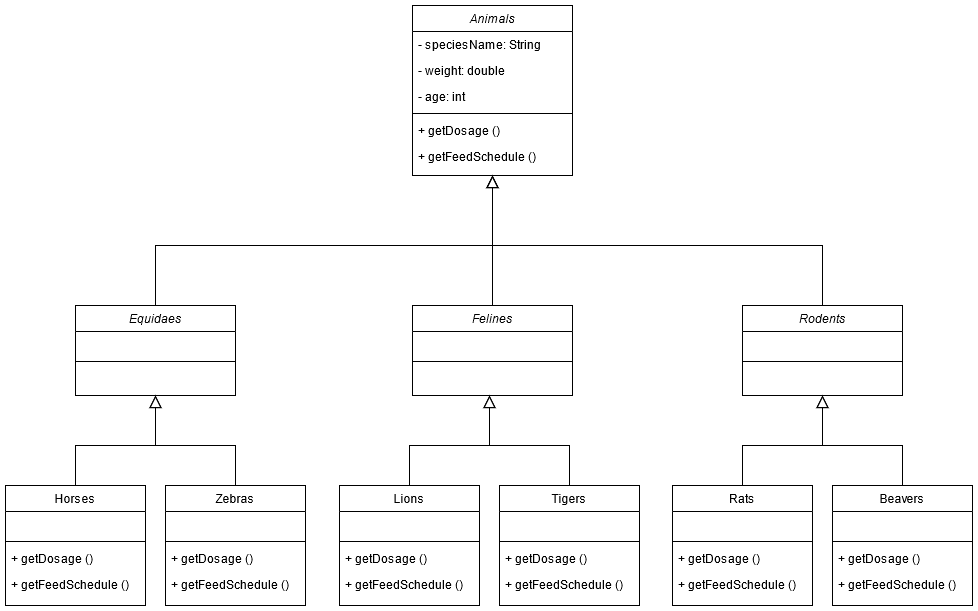 Animals
- speciesName: String
- weight: double
- age: int
+ getDosage ()
+ getFeedSchedule ()
Equidaes
Felines
Rodents
Horses
+ getDosage ()
+ getFeedSchedule ()
Zebras
+ getDosage ()
+ getFeedSchedule ()
Lions
+ getDosage ()
+ getFeedSchedule ()
Tigers
+ getDosage ()
+ getFeedSchedule ()
Rats
+ getDosage ()
+ getFeedSchedule ()
Beavers
+ getDosage ()
+ getFeedSchedule ()